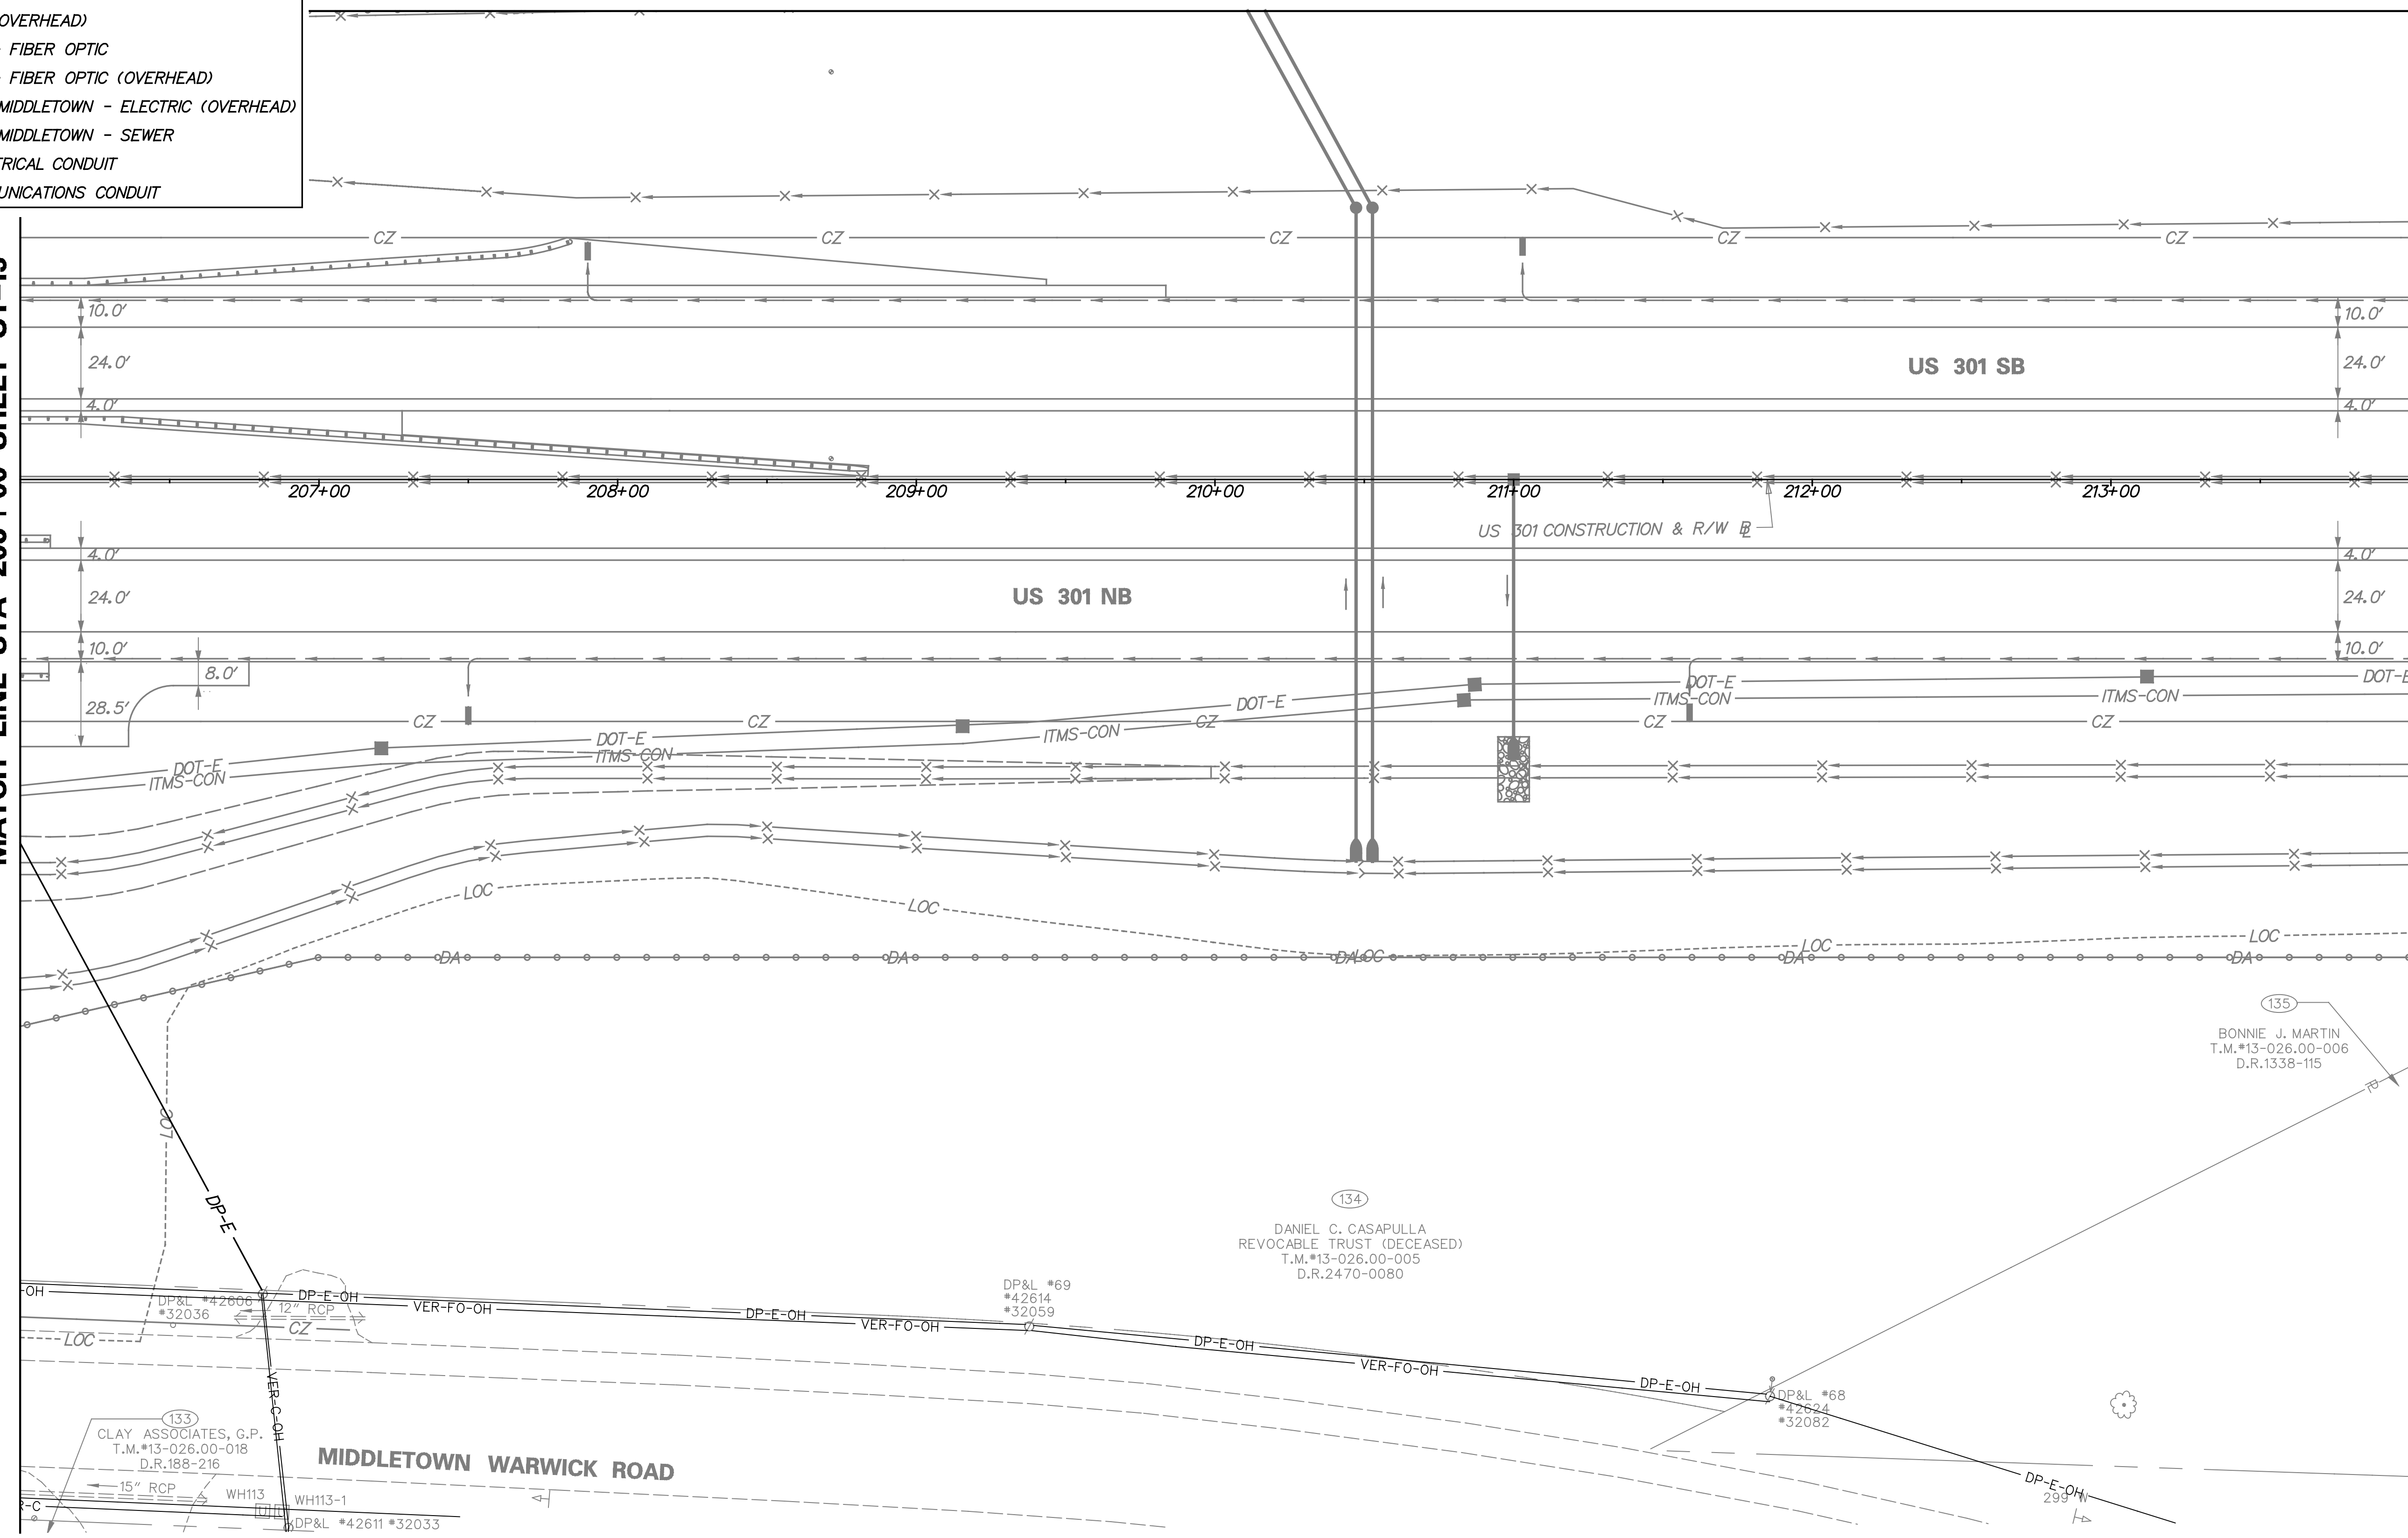 OVERHEAD)
FIBER OPTIC
FIBER OPTIC (OVERHEAD)
MIDDLETOWN - ELECTRIC (OVERHEAD)
MIDDLETOWN - SEWER
CONDUIT
CONDUIT
CZ CZ CZ CZ CZ
10.0' 10.0'
24.0' US 301 SB 24.0'
4.0' 4.0'
207+00 208+00 209+00 210+00 211+00 212+00 213+00
US 301 CONSTRUCTION & R/W BL
4.0' 4.0'
24.0' US 301 NB 24.0'
10.0' 10.0'
8.0'
28.5'
DOT-E DOT-E DOT-E DOT-E DOT-E
ITMS-CON ITMS-CON ITMS-CON ITMS-CON ITMS-CON
CZ CZ CZ CZ CZ
LOC LOC LOC LOC LOC
DA DA DA DA DA
135
BONNIE J. MARTIN
T.M.#13-026.00-006
D.R.1338-115
LOC
DP-E
134
DANIEL C. CASAPULLA
REVOCABLE TRUST (DECEASED)
T.M.#13-026.00-005
D.R.2470-0080
DP&L #69
#42614
#32059
-OH DP-E-OH DP-E-OH DP-E-OH DP-E-OH DP-E-OH
VER-FO-OH VER-FO-OH VER-FO-OH
DP&L #42606
#32036
12" RCP
CZ
LOC
VER-C-OH
DP&L #68
#42624
#32082
133
CLAY ASSOCIATES, G.P.
T.M.#13-026.00-018
D.R.188-216
MIDDLETOWN WARWICK ROAD
15" RCP
WH113
WH113-1
DP&L #42611 #32033
299 W